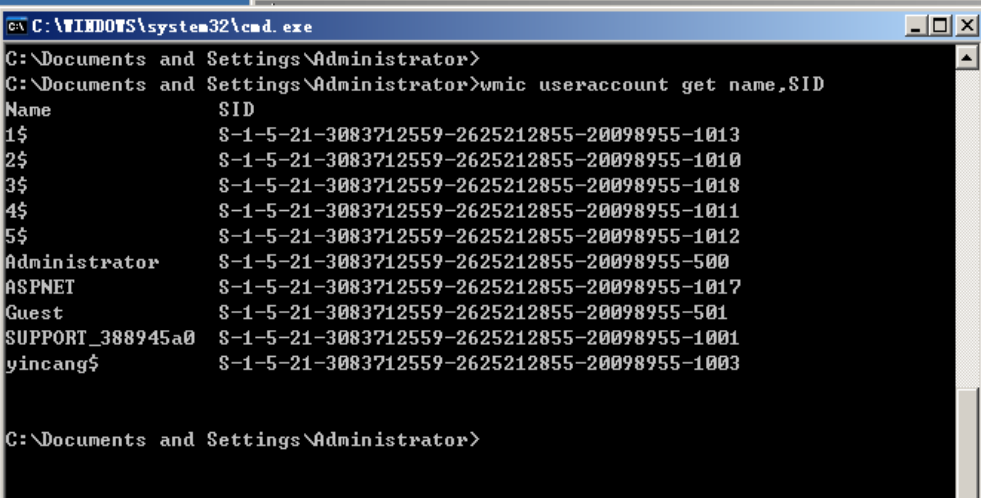 C:\WINDOWS\system32\cmd.exe
C:\Documents and Settings\Administrator>
C:\Documents and Settings\Administrator>wmic useraccount get name,SID
Name SID
1$ S-1-5-21-3083712559-2625212855-20098955-1013
2$ S-1-5-21-3083712559-2625212855-20098955-1010
3$ S-1-5-21-3083712559-2625212855-20098955-1018
4$ S-1-5-21-3083712559-2625212855-20098955-1011
5$ S-1-5-21-3083712559-2625212855-20098955-1012
Administrator S-1-5-21-3083712559-2625212855-20098955-500
ASPNET S-1-5-21-3083712559-2625212855-20098955-1017
Guest S-1-5-21-3083712559-2625212855-20098955-501
SUPPORT_388945a0 S-1-5-21-3083712559-2625212855-20098955-1001
yincang$ S-1-5-21-3083712559-2625212855-20098955-1003
C:\Documents and Settings\Administrator>